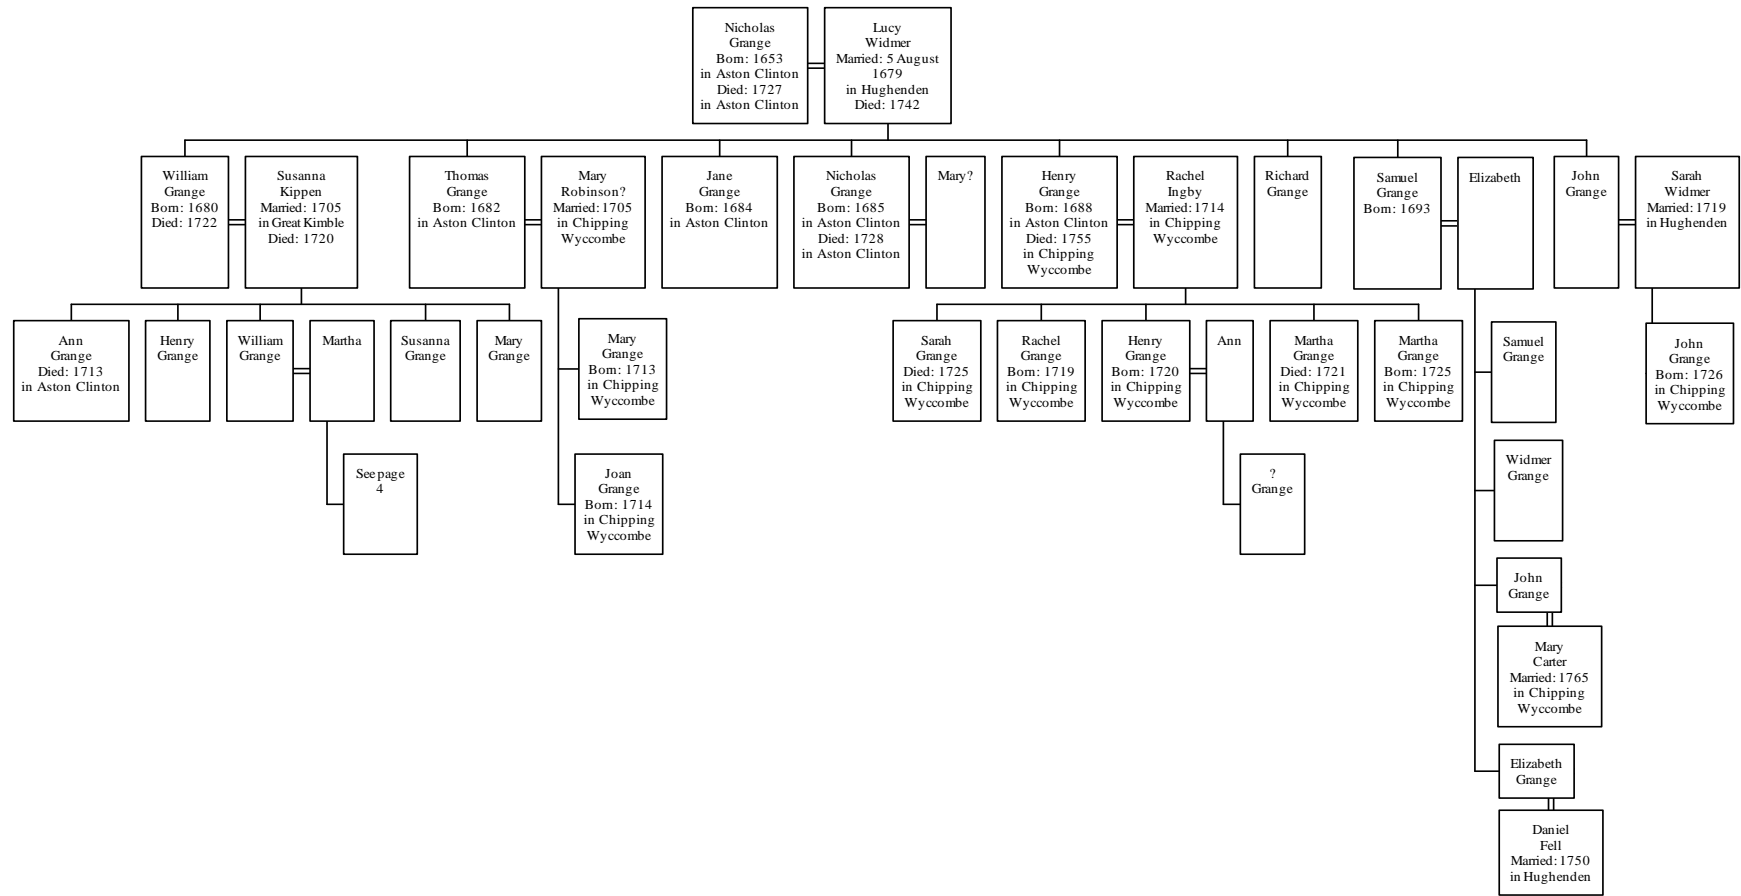 Nicholas
Grange
Born: 1653
in Aston Clinton
Died: 1727
in Aston Clinton
Lucy
Widmer
Married: 5 August
1679
in Hughenden
Died: 1742
William
Grange
Born: 1680
Died: 1722
Susanna
Kippen
Married: 1705
in Great Kimble
Died: 1720
Thomas
Grange
Born: 1682
in Aston Clinton
Mary
Robinson?
Married: 1705
in Chipping
Wyccombe
Jane
Grange
Born: 1684
in Aston Clinton
Nicholas
Grange
Born: 1685
in Aston Clinton
Died: 1728
in Aston Clinton
Mary?
Henry
Grange
Born: 1688
in Aston Clinton
Died: 1755
in Chipping
Wyccombe
Rachel
Ingby
Married: 1714
in Chipping
Wyccombe
Richard
Grange
Samuel
Grange
Born: 1693
Elizabeth
John
Grange
Sarah
Widmer
Married: 1719
in Hughenden
Ann
Grange
Died: 1713
in Aston Clinton
Henry
Grange
William
Grange
Martha
Susanna
Grange
Mary
Grange
Mary
Grange
Born: 1713
in Chipping
Wyccombe
Sarah
Grange
Died: 1725
in Chipping
Wyccombe
Rachel
Grange
Born: 1719
in Chipping
Wyccombe
Henry
Grange
Born: 1720
in Chipping
Wyccombe
Ann
Martha
Grange
Died: 1721
in Chipping
Wyccombe
Martha
Grange
Born: 1725
in Chipping
Wyccombe
Samuel
Grange
John
Grange
Born: 1726
in Chipping
Wyccombe
See page
4
Joan
Grange
Born: 1714
in Chipping
Wyccombe
?
Grange
Widmer
Grange
John
Grange
Mary
Carter
Married: 1765
in Chipping
Wyccombe
Elizabeth
Grange
Daniel
Fell
Married: 1750
in Hughenden